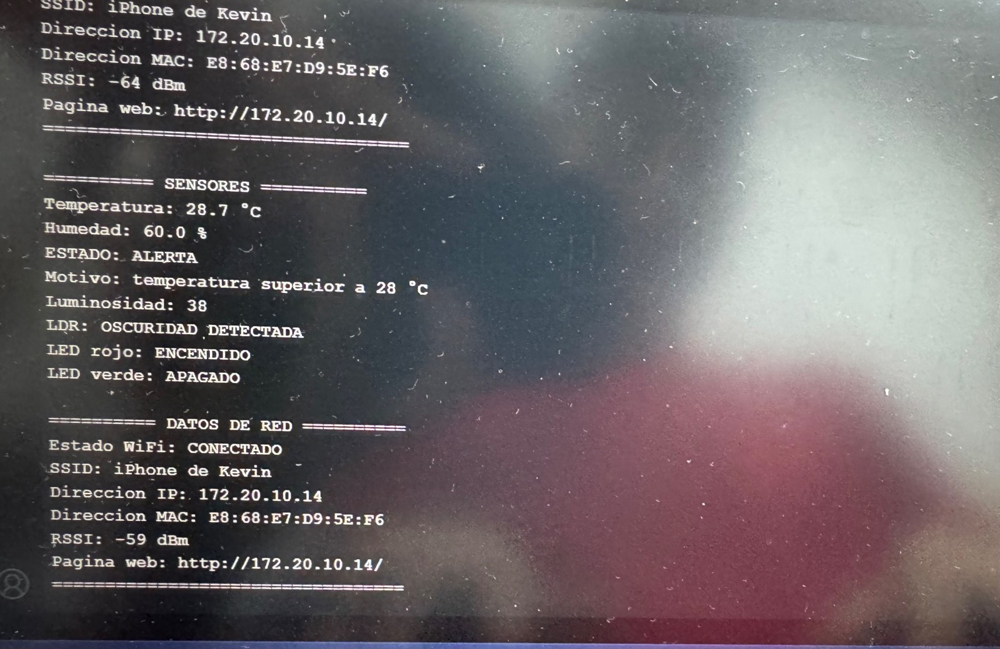 SSID: iPhone de Kevin
Direccion IP: 172.20.10.14
Direccion MAC: E8:68:E7:D9:5E:F6
RSSI: -64 dBm
Pagina web: http://172.20.10.14/
==================================
========== SENSORES ==========
Temperatura: 28.7 °C
Humedad: 60.0 %
ESTADO: ALERTA
Motivo: temperatura superior a 28 °C
Luminosidad: 38
LDR: OSCURIDAD DETECTADA
LED rojo: ENCENDIDO
LED verde: APAGADO
========== DATOS DE RED ==========
Estado WiFi: CONECTADO
SSID: iPhone de Kevin
Direccion IP: 172.20.10.14
Direccion MAC: E8:68:E7:D9:5E:F6
RSSI: -59 dBm
Pagina web: http://172.20.10.14/
==================================